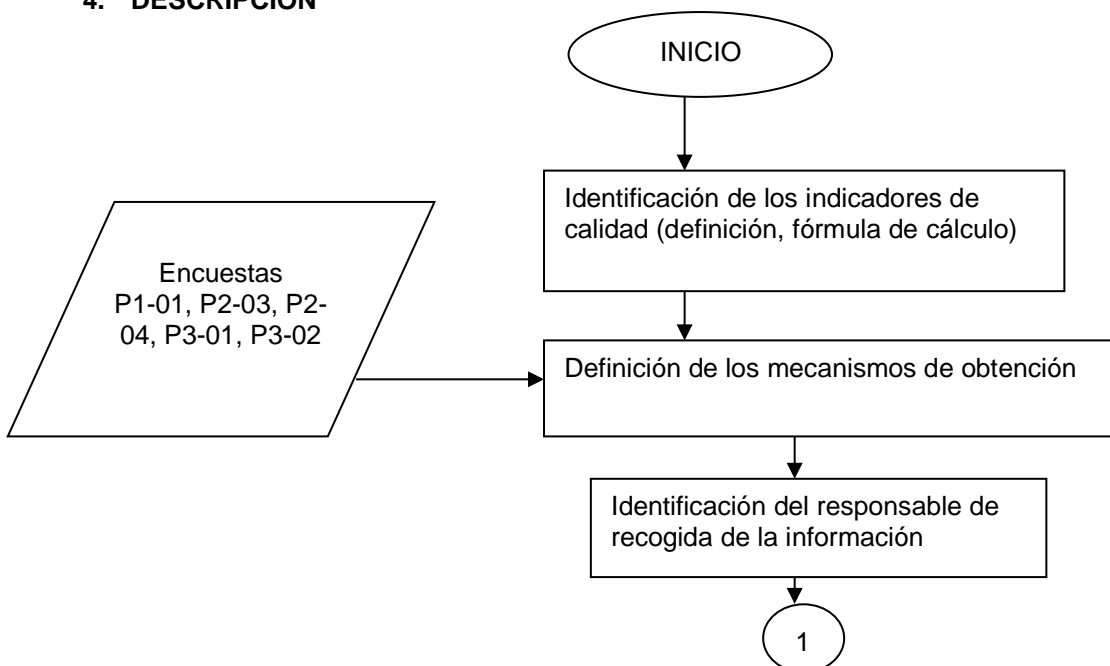 4. DESCRIPCIÓN
INICIO
Identificación de los indicadores de
calidad (definición, fórmula de cálculo)
Encuestas
P1-01, P2-03, P2-
04, P3-01, P3-02
Definición de los mecanismos de obtención
Identificación del responsable de
recogida de la información
1